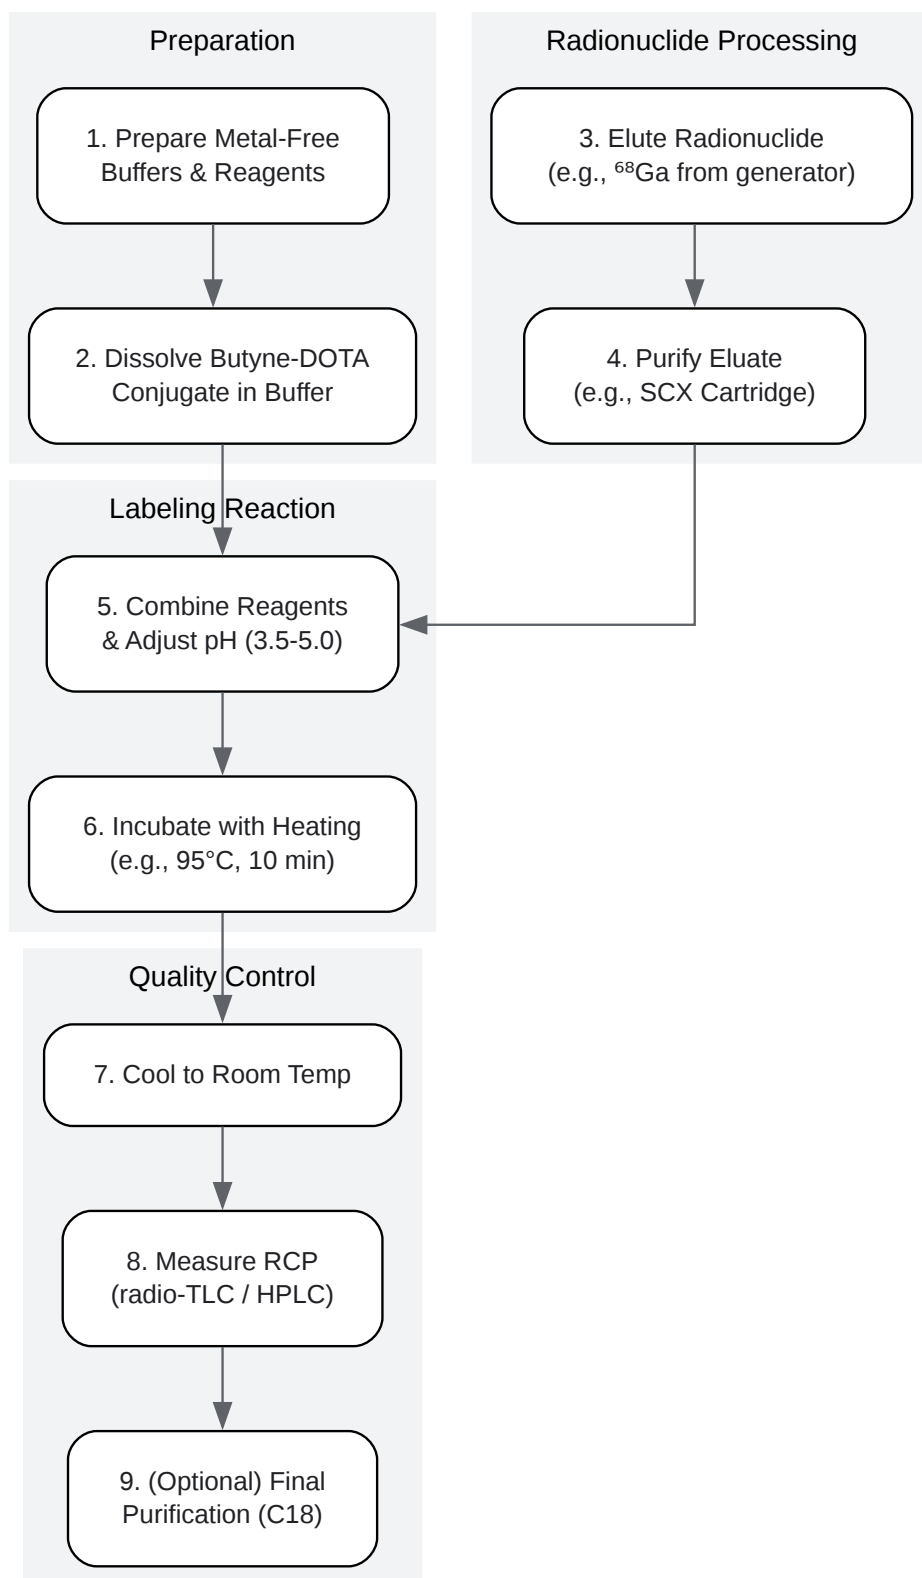 Preparation
1. Prepare Metal-Free
Buffers & Reagents
2. Dissolve Butyne-DOTA
Conjugate in Buffer
Radionuclide Processing
3. Elute Radionuclide
(e.g., ⁶⁸Ga from generator)
4. Purify Eluate
(e.g., SCX Cartridge)
Labeling Reaction
5. Combine Reagents
& Adjust pH (3.5-5.0)
6. Incubate with Heating
(e.g., 95°C, 10 min)
Quality Control
7. Cool to Room Temp
8. Measure RCP
(radio-TLC / HPLC)
9. (Optional) Final
Purification (C18)